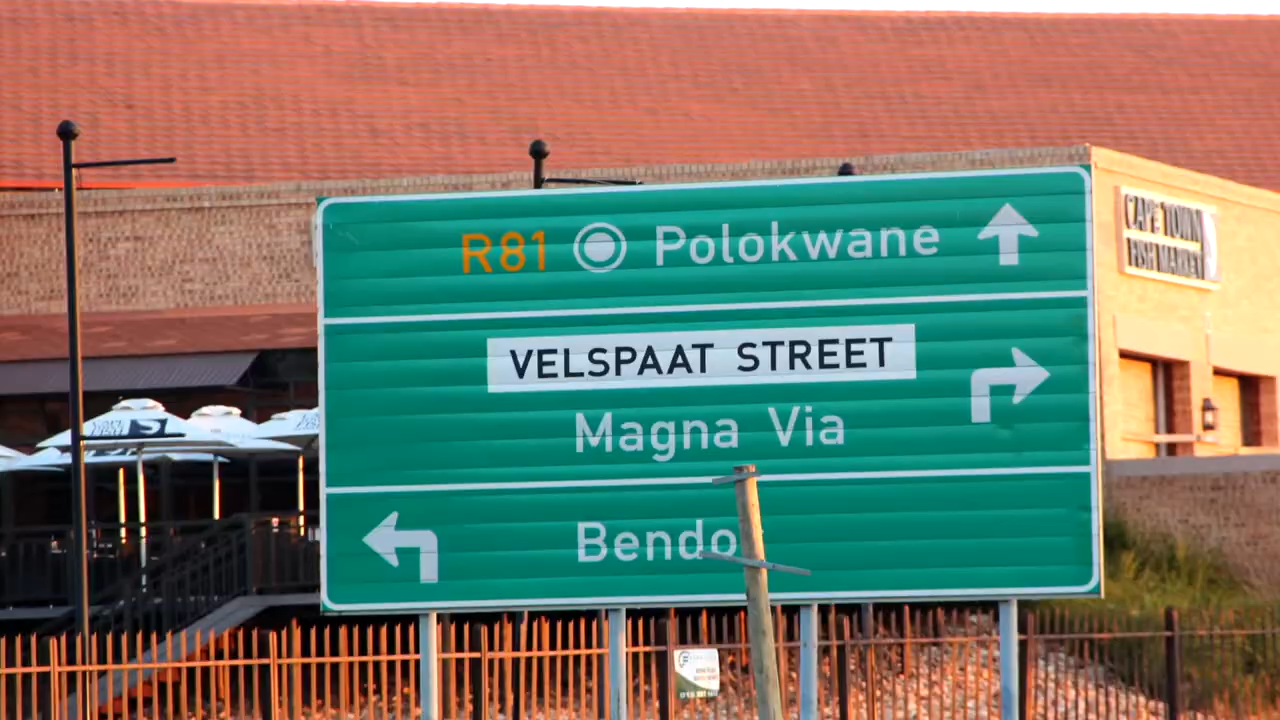 R81 Polokwane
VELSPAAT STREET
Magna Via
Bendo
CAPE TOWN
FISH MARKET